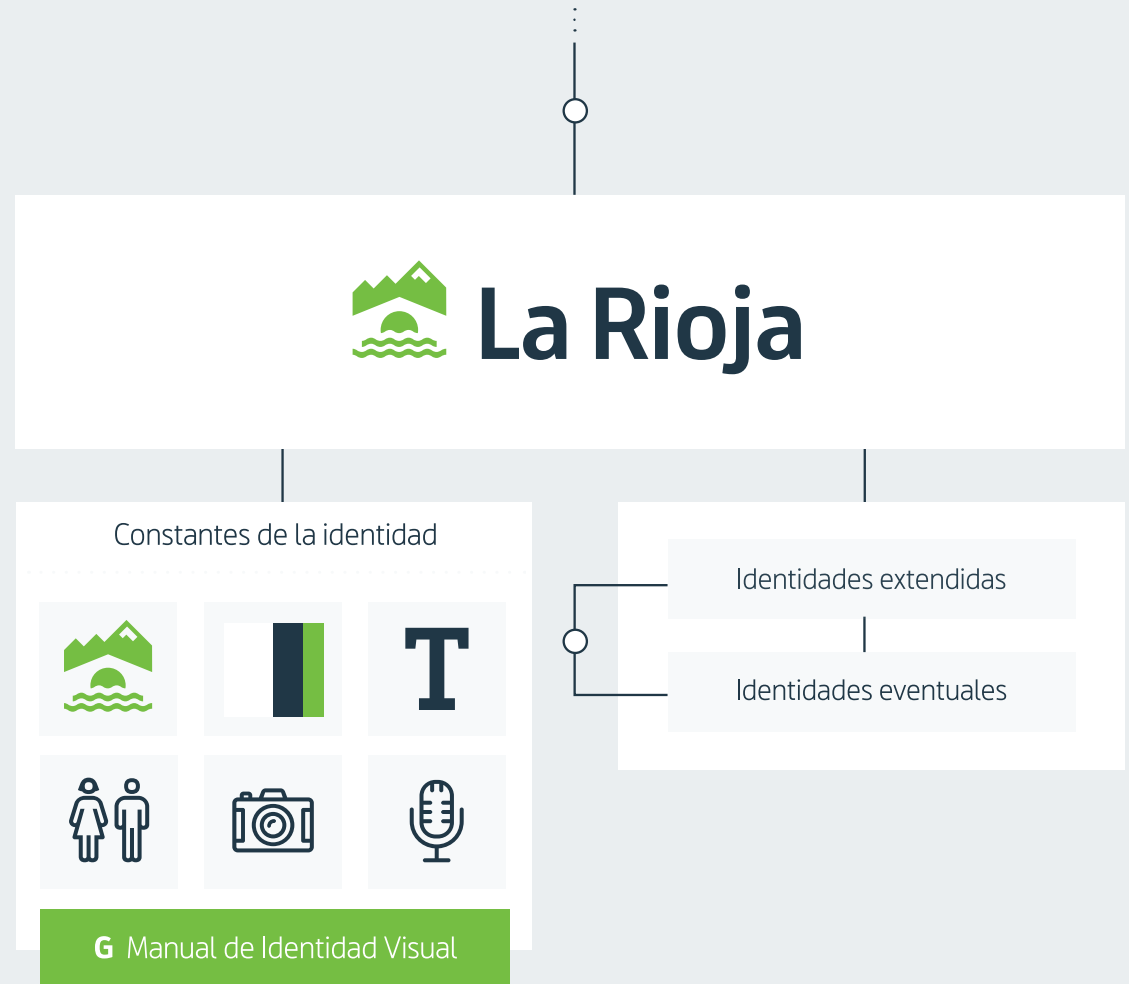 La Rioja
Constantes de la identidad
T
Identidades extendidas
Identidades eventuales
G Manual de Identidad Visual